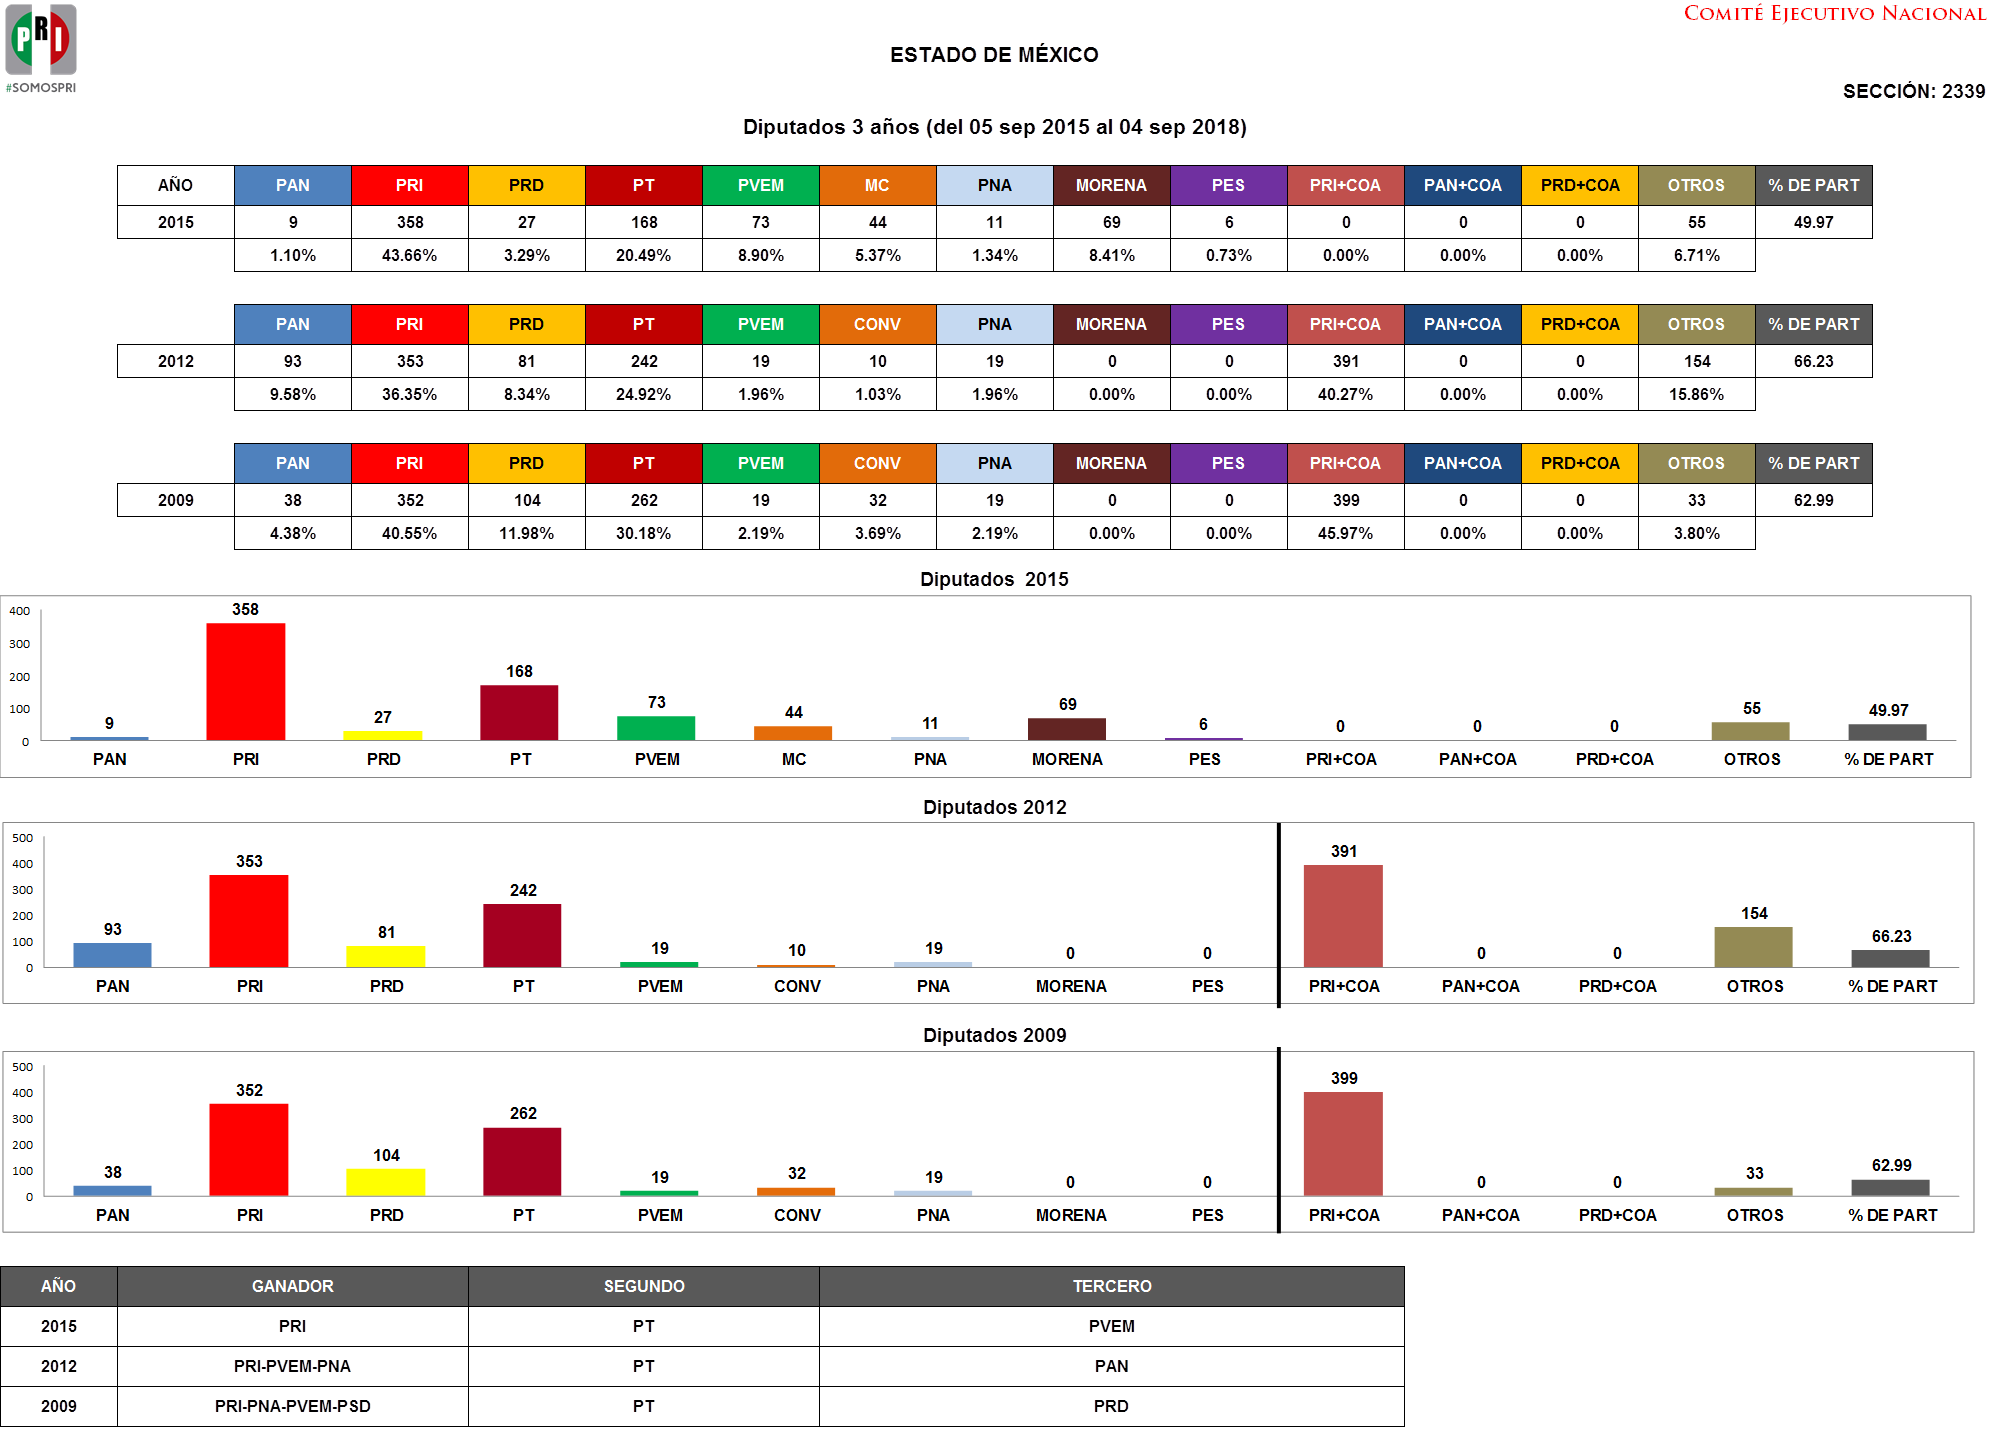 PRI
#SOMOSPRI
COMITÉ EJECUTIVO NACIONAL
ESTADO DE MÉXICO
SECCIÓN: 2339
Diputados 3 años (del 05 sep 2015 al 04 sep 2018)
AÑO PAN PRI PRD PT PVEM MC PNA MORENA PES PRI+COA PAN+COA PRD+COA OTROS % DE PART
2015 9 358 27 168 73 44 11 69 6 0 0 0 55 49.97
1.10% 43.66% 3.29% 20.49% 8.90% 5.37% 1.34% 8.41% 0.73% 0.00% 0.00% 0.00% 6.71%
PAN PRI PRD PT PVEM CONV PNA MORENA PES PRI+COA PAN+COA PRD+COA OTROS % DE PART
2012 93 353 81 242 19 10 19 0 0 391 0 0 154 66.23
9.58% 36.35% 8.34% 24.92% 1.96% 1.03% 1.96% 0.00% 0.00% 40.27% 0.00% 0.00% 15.86%
PAN PRI PRD PT PVEM CONV PNA MORENA PES PRI+COA PAN+COA PRD+COA OTROS % DE PART
2009 38 352 104 262 19 32 19 0 0 399 0 0 33 62.99
4.38% 40.55% 11.98% 30.18% 2.19% 3.69% 2.19% 0.00% 0.00% 45.97% 0.00% 0.00% 3.80%
Diputados 2015
400
300
200
100
0
9 358 27 168 73 44 11 69 6 0 0 0 55 49.97
PAN PRI PRD PT PVEM MC PNA MORENA PES PRI+COA PAN+COA PRD+COA OTROS % DE PART
Diputados 2012
500
400
300
200
100
0
93 353 81 242 19 10 19 0 0 391 0 0 154 66.23
PAN PRI PRD PT PVEM CONV PNA MORENA PES PRI+COA PAN+COA PRD+COA OTROS % DE PART
Diputados 2009
500
400
300
200
100
0
38 352 104 262 19 32 19 0 0 399 0 0 33 62.99
PAN PRI PRD PT PVEM CONV PNA MORENA PES PRI+COA PAN+COA PRD+COA OTROS % DE PART
AÑO GANADOR SEGUNDO TERCERO
2015 PRI PT PVEM
2012 PRI-PVEM-PNA PT PAN
2009 PRI-PNA-PVEM-PSD PT PRD